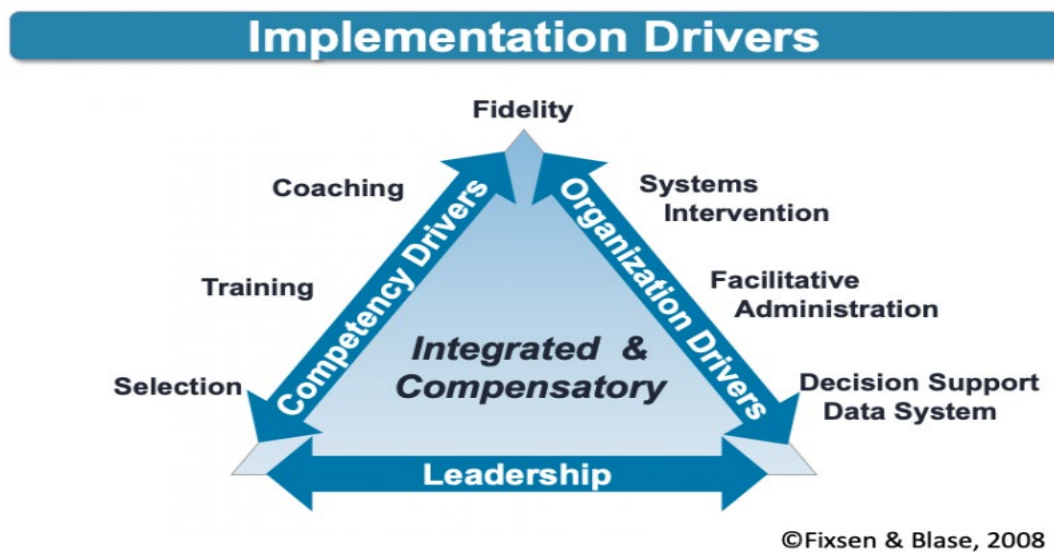 Implementation Drivers
Fidelity
Coaching
Training
Selection
Competency Drivers
Organization Drivers
Systems
Intervention
Facilitative
Administration
Decision Support
Data System
Integrated &
Compensatory
Leadership
©Fixsen & Blase, 2008